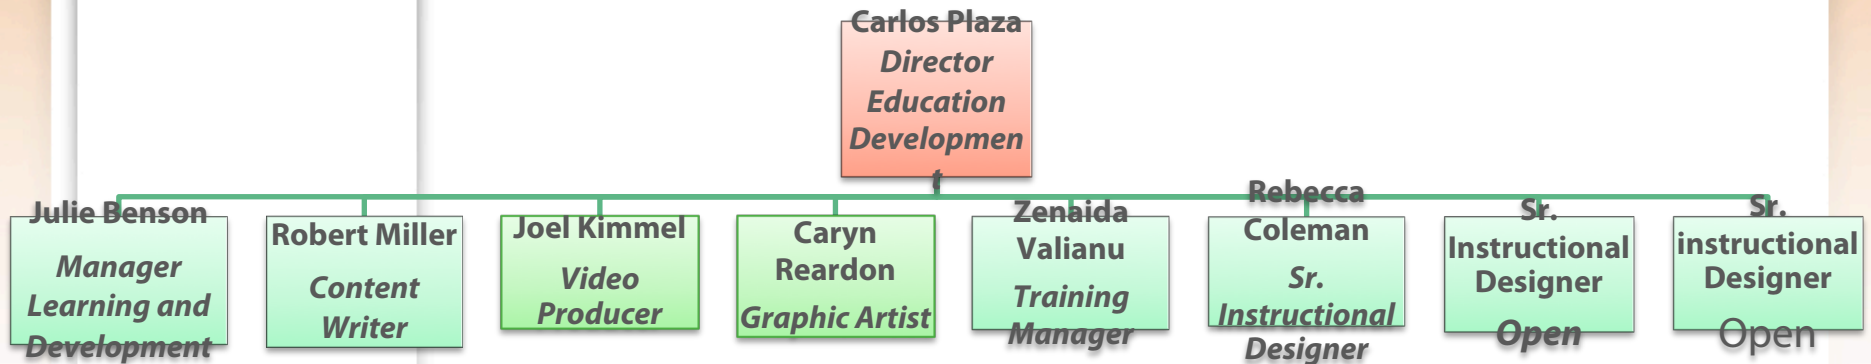 Carlos Plaza
Director
Education
Developmen
t
Julie Benson
Manager
Learning and
Development
Robert Miller
Content
Writer
Joel Kimmel
Video
Producer
Caryn
Reardon
Graphic Artist
Zenaida
Valianu
Training
Manager
Rebecca
Coleman
Sr.
Instructional
Designer
Sr.
Instructional
Designer
Open
Sr.
instructional
Designer
Open